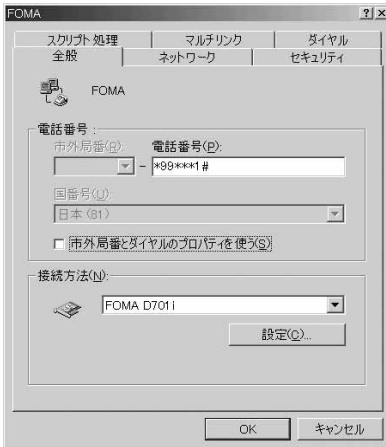 FOMA
スクリプト処理 マルチリンク ダイヤル
全般 ネットワーク セキュリティ
FOMA
電話番号:
市外局番(R): 電話番号(P):
- *99***1#
国番号(U):
日本 (81)
市外局番とダイヤルのプロパティを使う(S)
接続方法(N):
FOMA D701i
設定(C)...
OK キャンセル